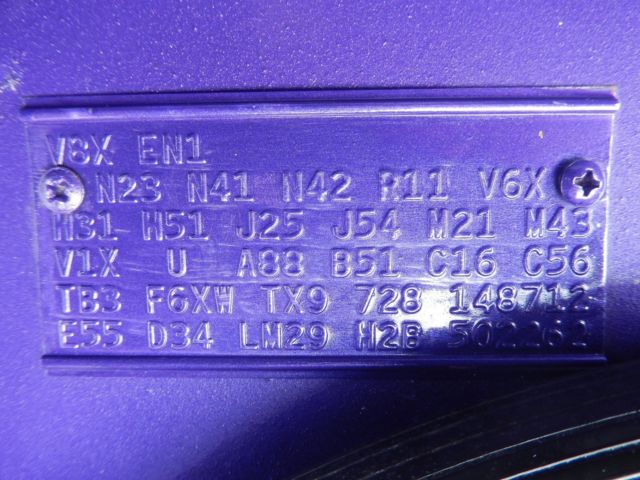 V8X EN1
N23 N41 N42 R11 V6X
H31 H51 J25 J54 M21 M43
V1X U A88 B51 C16 C56
TB3 F6XW TX9 728 148712
E55 D34 LM29 H2B 502262